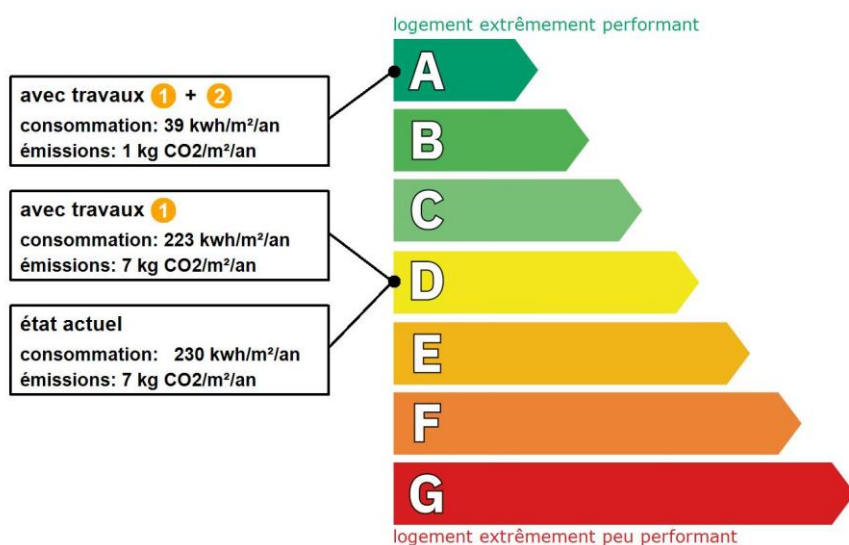 logement extrêmement performant
avec travaux 1 + 2
consommation: 39 kwh/m²/an
émissions: 1 kg CO2/m²/an
avec travaux 1
consommation: 223 kwh/m²/an
émissions: 7 kg CO2/m²/an
état actuel
consommation: 230 kwh/m²/an
émissions: 7 kg CO2/m²/an
A
B
C
D
E
F
G
logement extrêmement peu performant